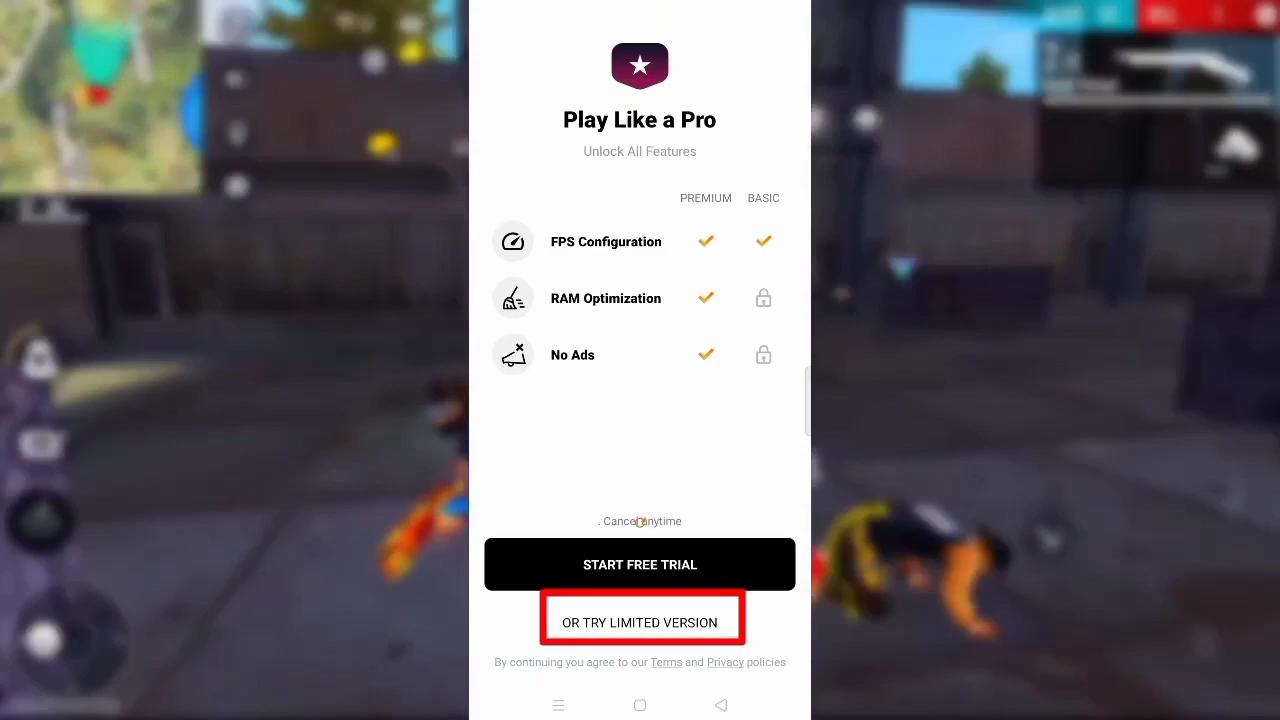 Play Like a Pro
Unlock All Features
PREMIUM BASIC
FPS Configuration
RAM Optimization
No Ads
. Cancel anytime
START FREE TRIAL
OR TRY LIMITED VERSION
By continuing you agree to our Terms and Privacy policies